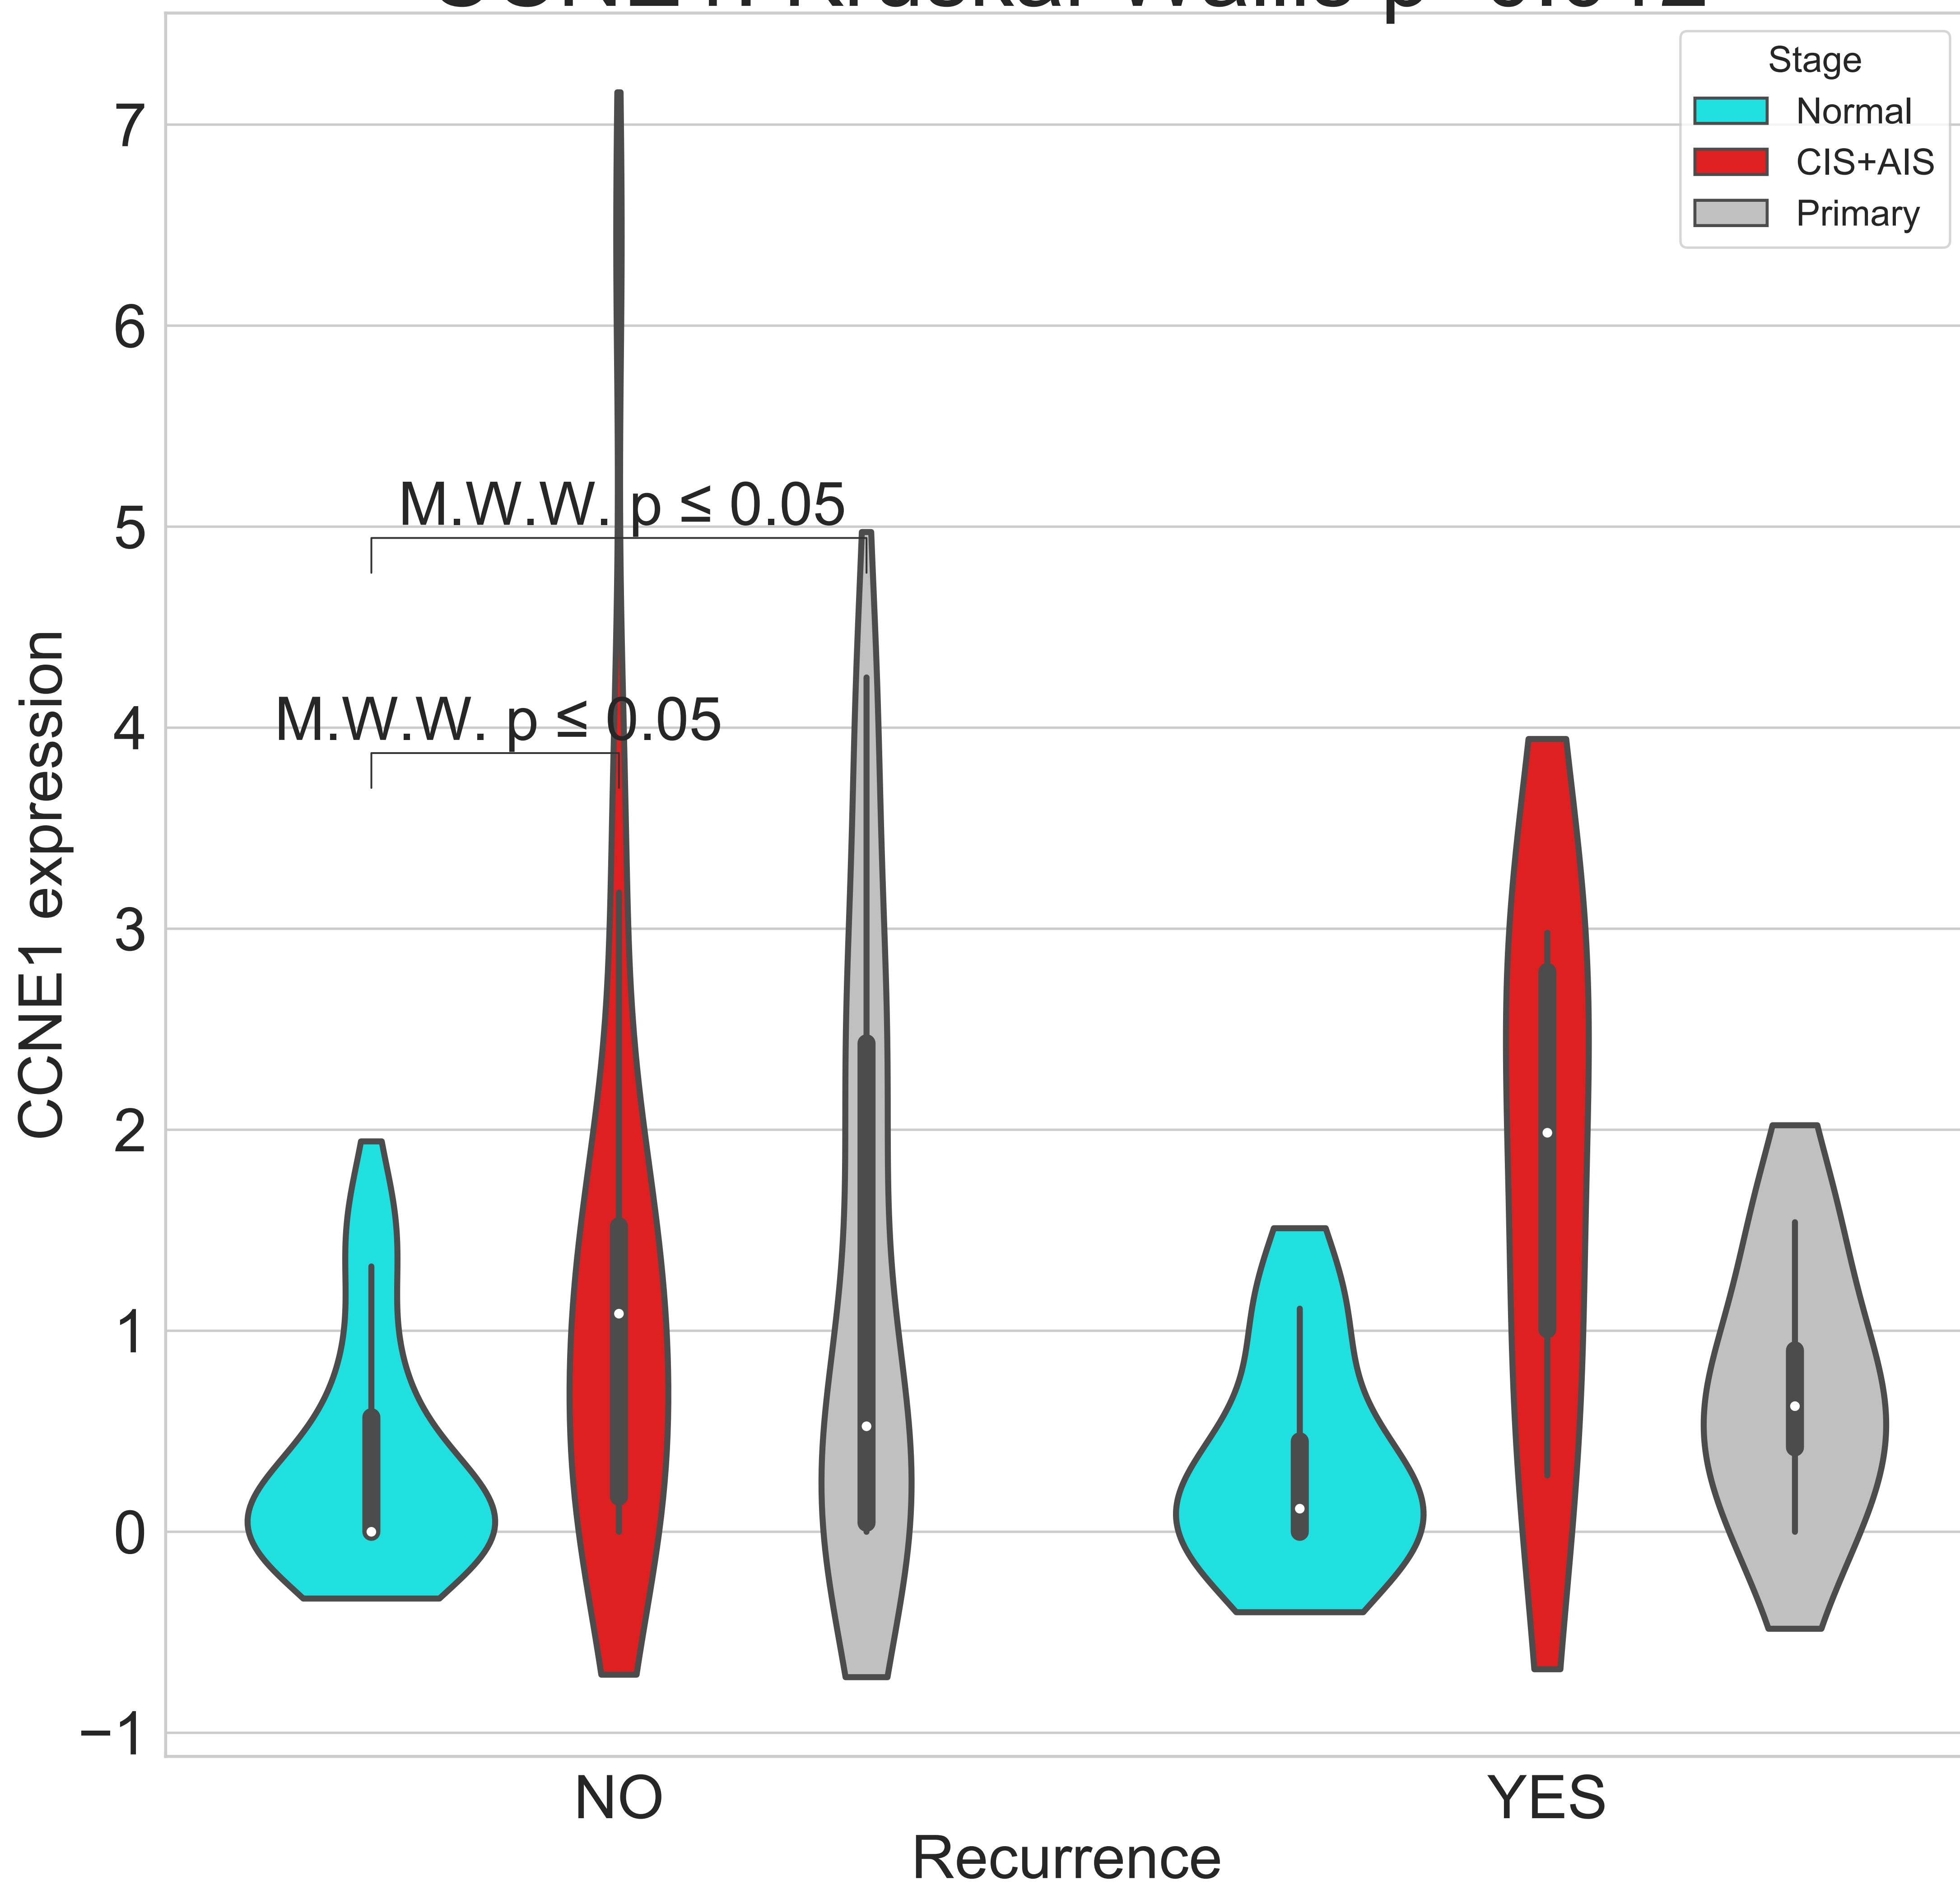 Stage
Normal
CIS+AIS
Primary
7
6
5
4
3
2
1
0
−1
CCNE1 expression
M.W.W. p ≤ 0.05
M.W.W. p ≤ 0.05
NO
YES
Recurrence